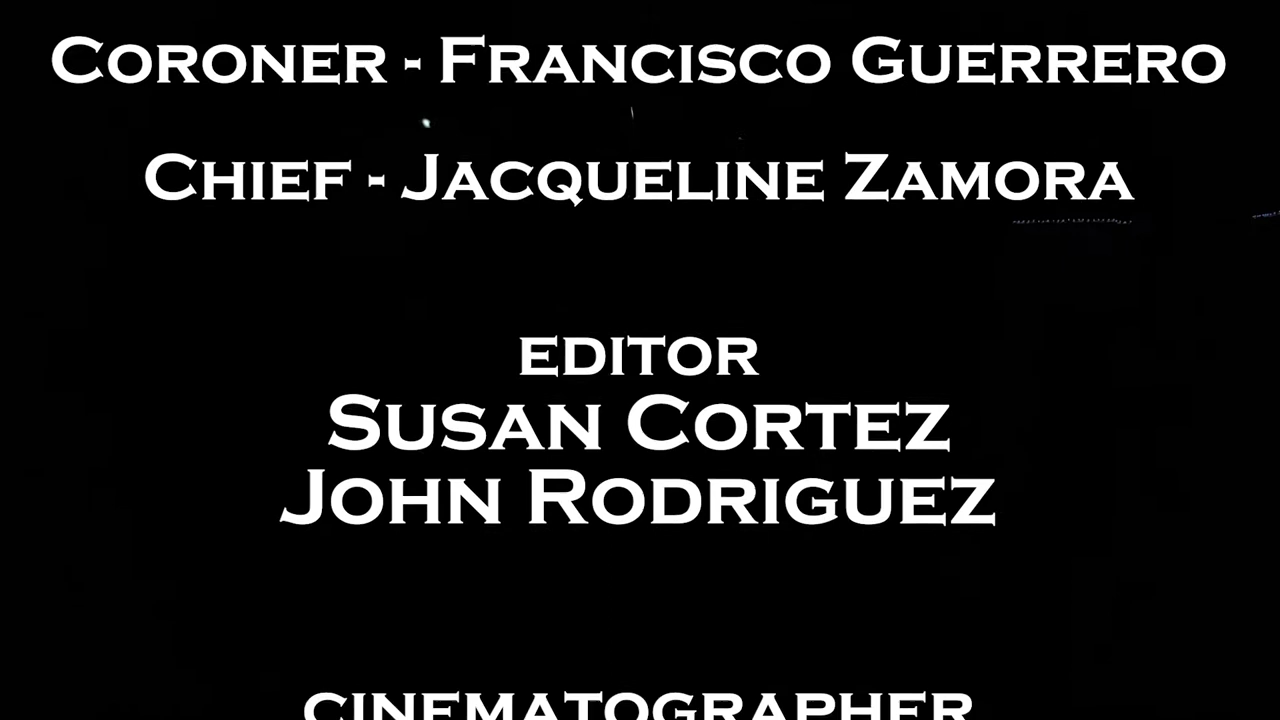 Coroner - Francisco Guerrero
Chief - Jacqueline Zamora
editor
Susan Cortez
John Rodriguez
cinematographer